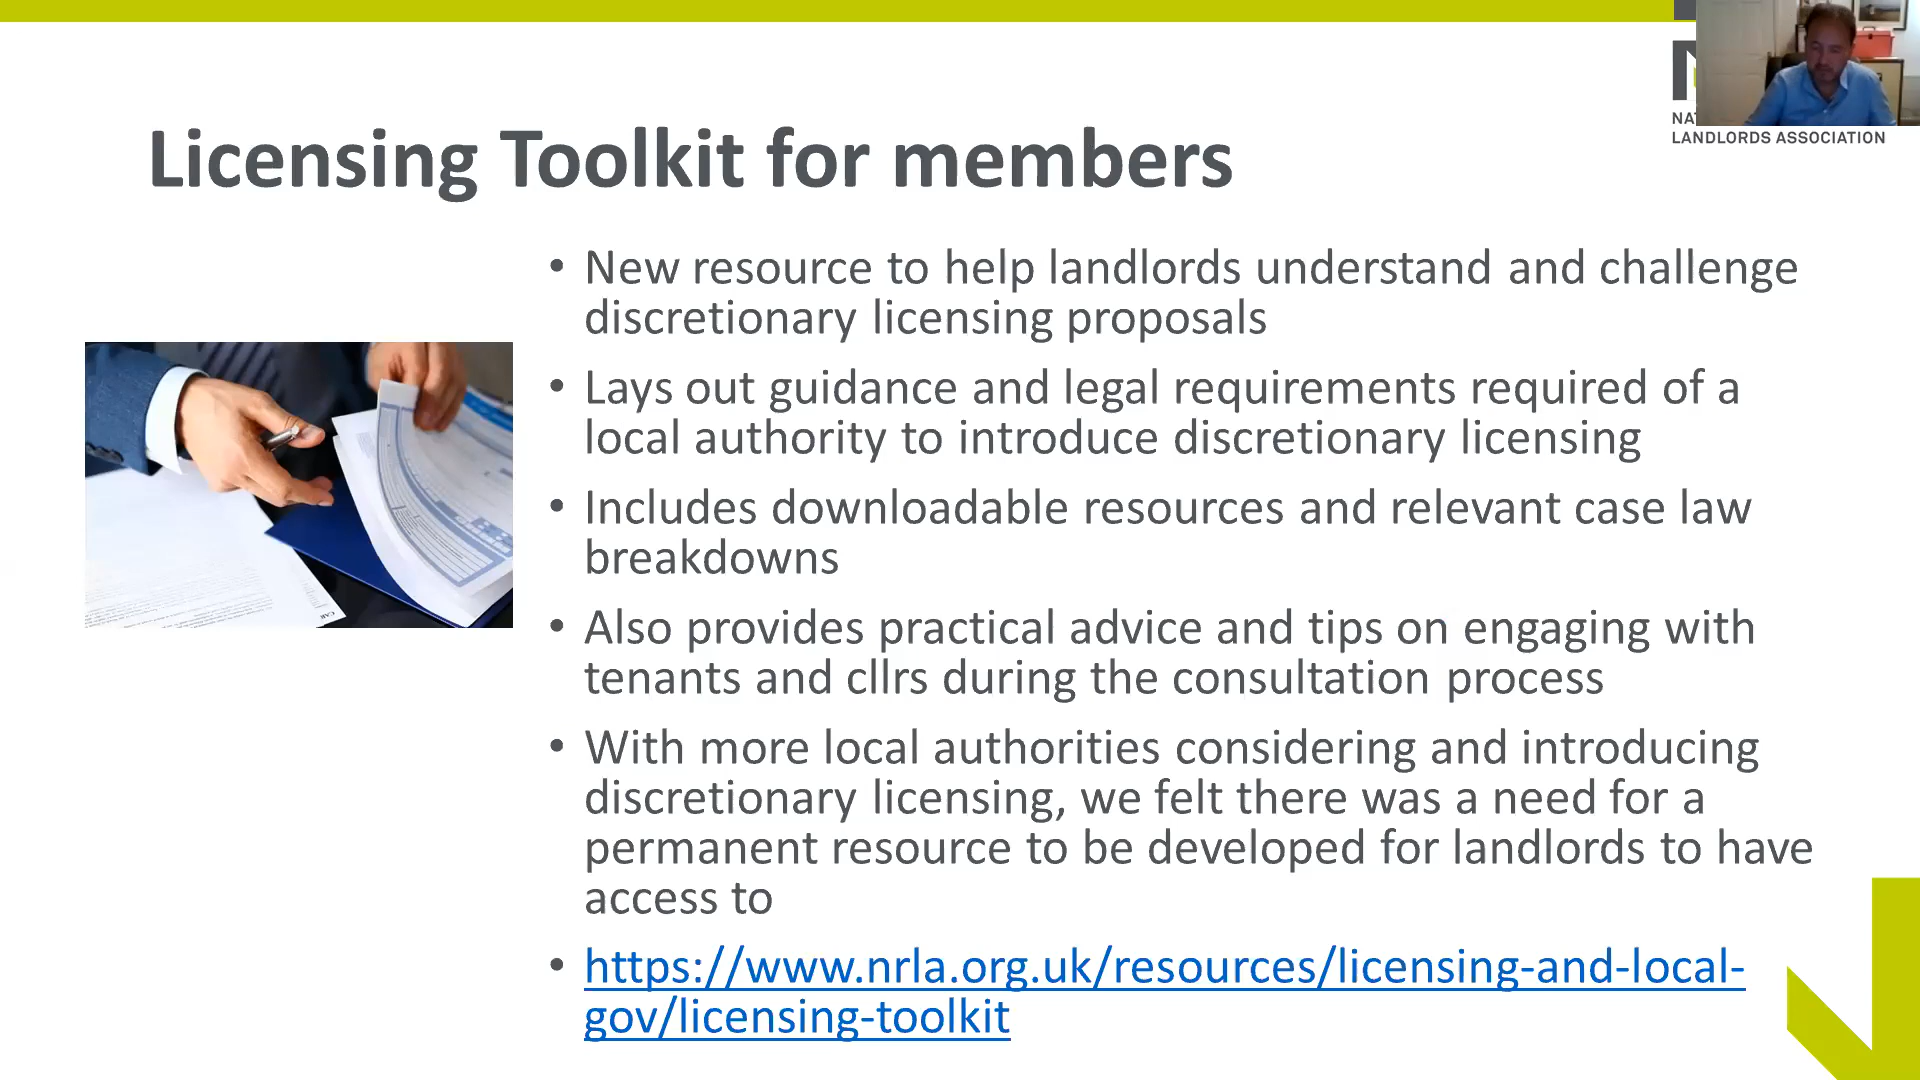 NAT
LANDLORDS ASSOCIATION
Licensing Toolkit for members
• New resource to help landlords understand and challenge
discretionary licensing proposals
• Lays out guidance and legal requirements required of a
local authority to introduce discretionary licensing
• Includes downloadable resources and relevant case law
breakdowns
• Also provides practical advice and tips on engaging with
tenants and cllrs during the consultation process
• With more local authorities considering and introducing
discretionary licensing, we felt there was a need for a
permanent resource to be developed for landlords to have
access to
• https://www.nrla.org.uk/resources/licensing-and-local-
gov/licensing-toolkit